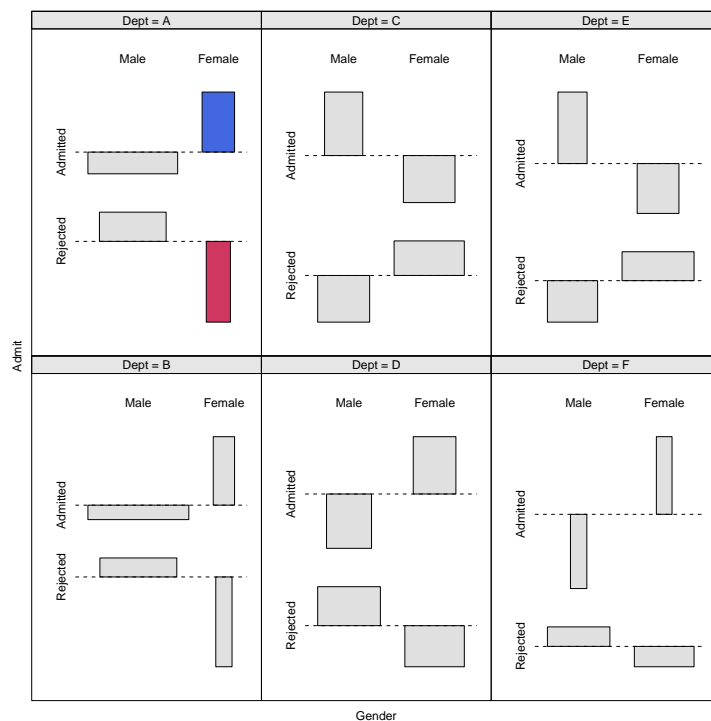 Dept = A
Dept = C
Dept = E
Male Female
Male Female
Male Female
Admitted
Rejected
Admitted
Rejected
Admitted
Rejected
Admit
Dept = B
Dept = D
Dept = F
Male Female
Male Female
Male Female
Admitted
Rejected
Admitted
Rejected
Admitted
Rejected
Gender